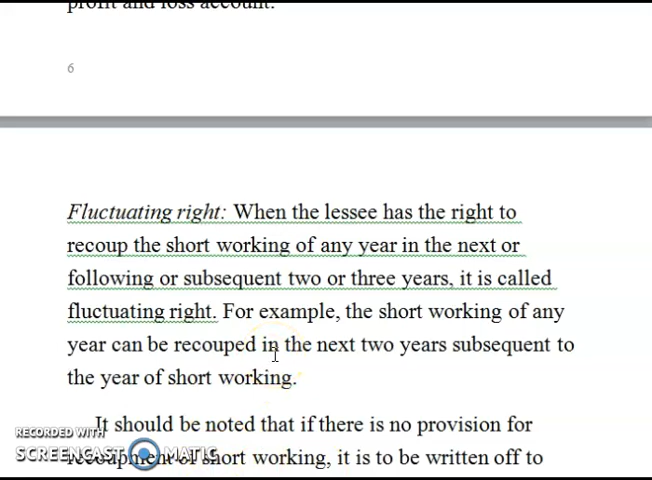 profit and loss account.
6
Fluctuating right: When the lessee has the right to
recoup the short working of any year in the next or
following or subsequent two or three years, it is called
fluctuating right. For example, the short working of any
year can be recouped in the next two years subsequent to
the year of short working.
It should be noted that if there is no provision for
recoupment of short working, it is to be written off to
RECORDED WITH
SCREENCAST MATIC